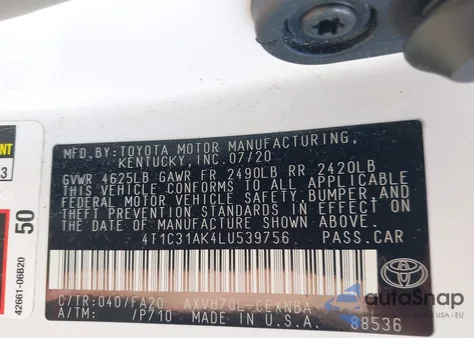 MFD.BY:TOYOTA MOTOR MANUFACTURING,
KENTUCKY,INC.07/20
GVWR 4625LB GAWR FR 2490LB RR 2420LB
THIS VEHICLE CONFORMS TO ALL APPLICABLE
FEDERAL MOTOR VEHICLE SAFETY,BUMPER,AND
THEFT PREVENTION STANDARDS IN EFFECT ON
THE DATE OF MANUFACTURE SHOWN ABOVE.
4T1C31AK4LU539756 PASS.CAR
C/TR:040/FA20 AXVH70L-CEXNBA
A/TM: /P710 MADE IN U.S.A. 88536
3
50
42661-06B20
TOYOTA
autoSnap